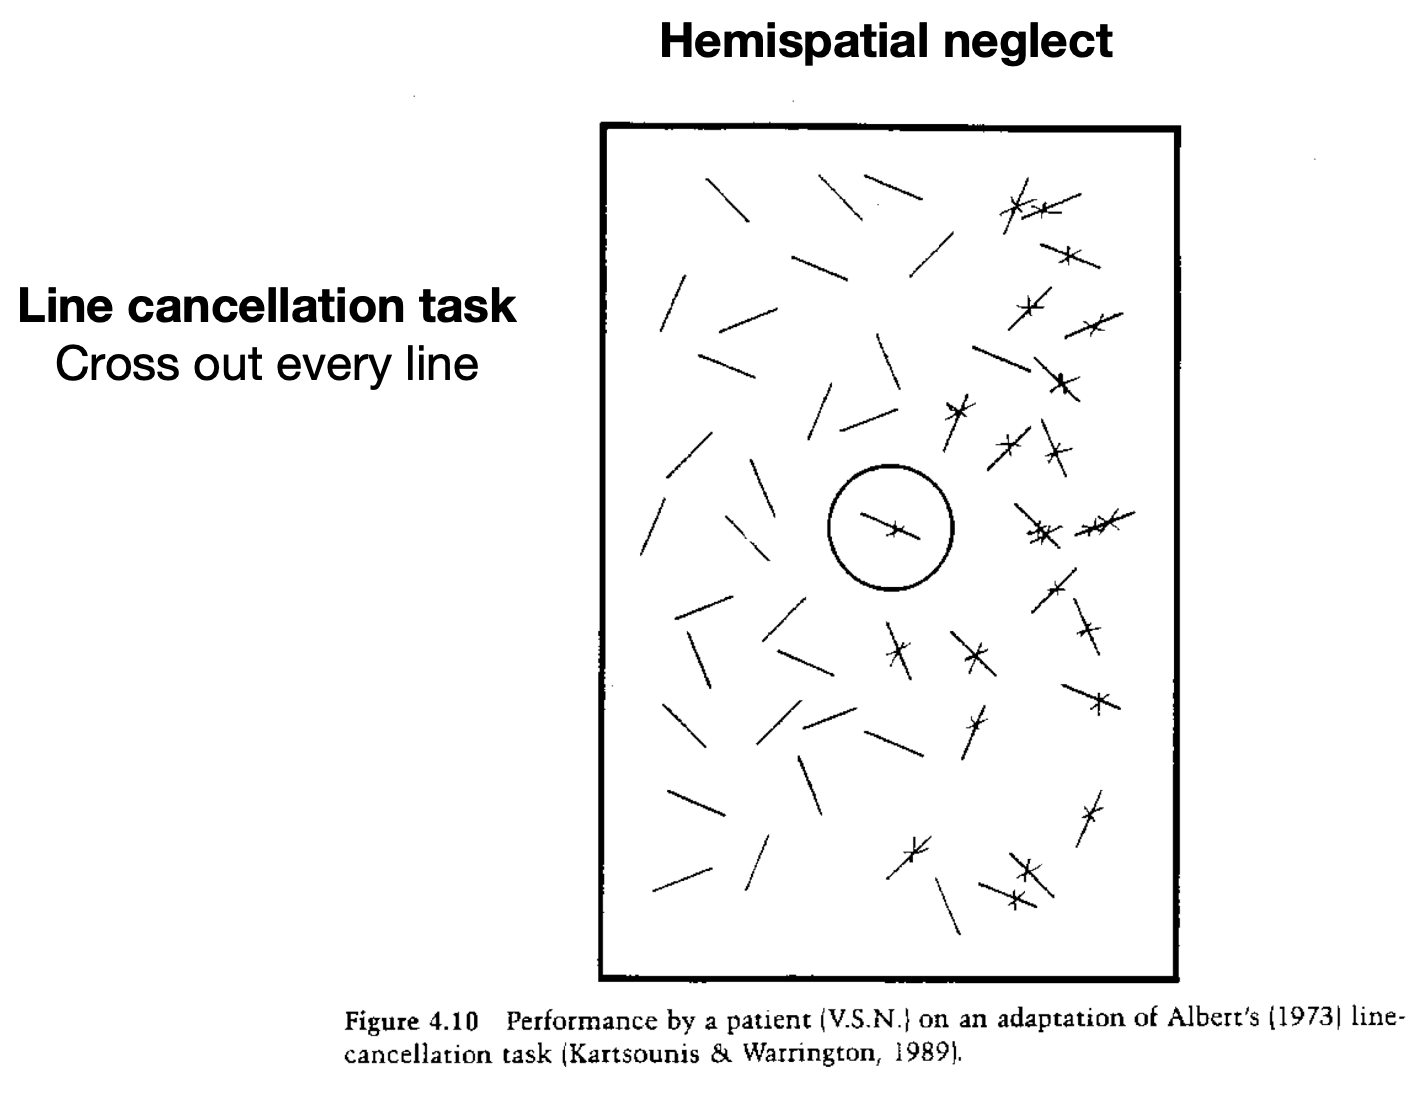 Hemispatial neglect
Line cancellation task
Cross out every line
Figure 4.10 Performance by a patient (V.S.N.) on an adaptation of Albert's (1973) line-
cancellation task (Kartsounis & Warrington, 1989).